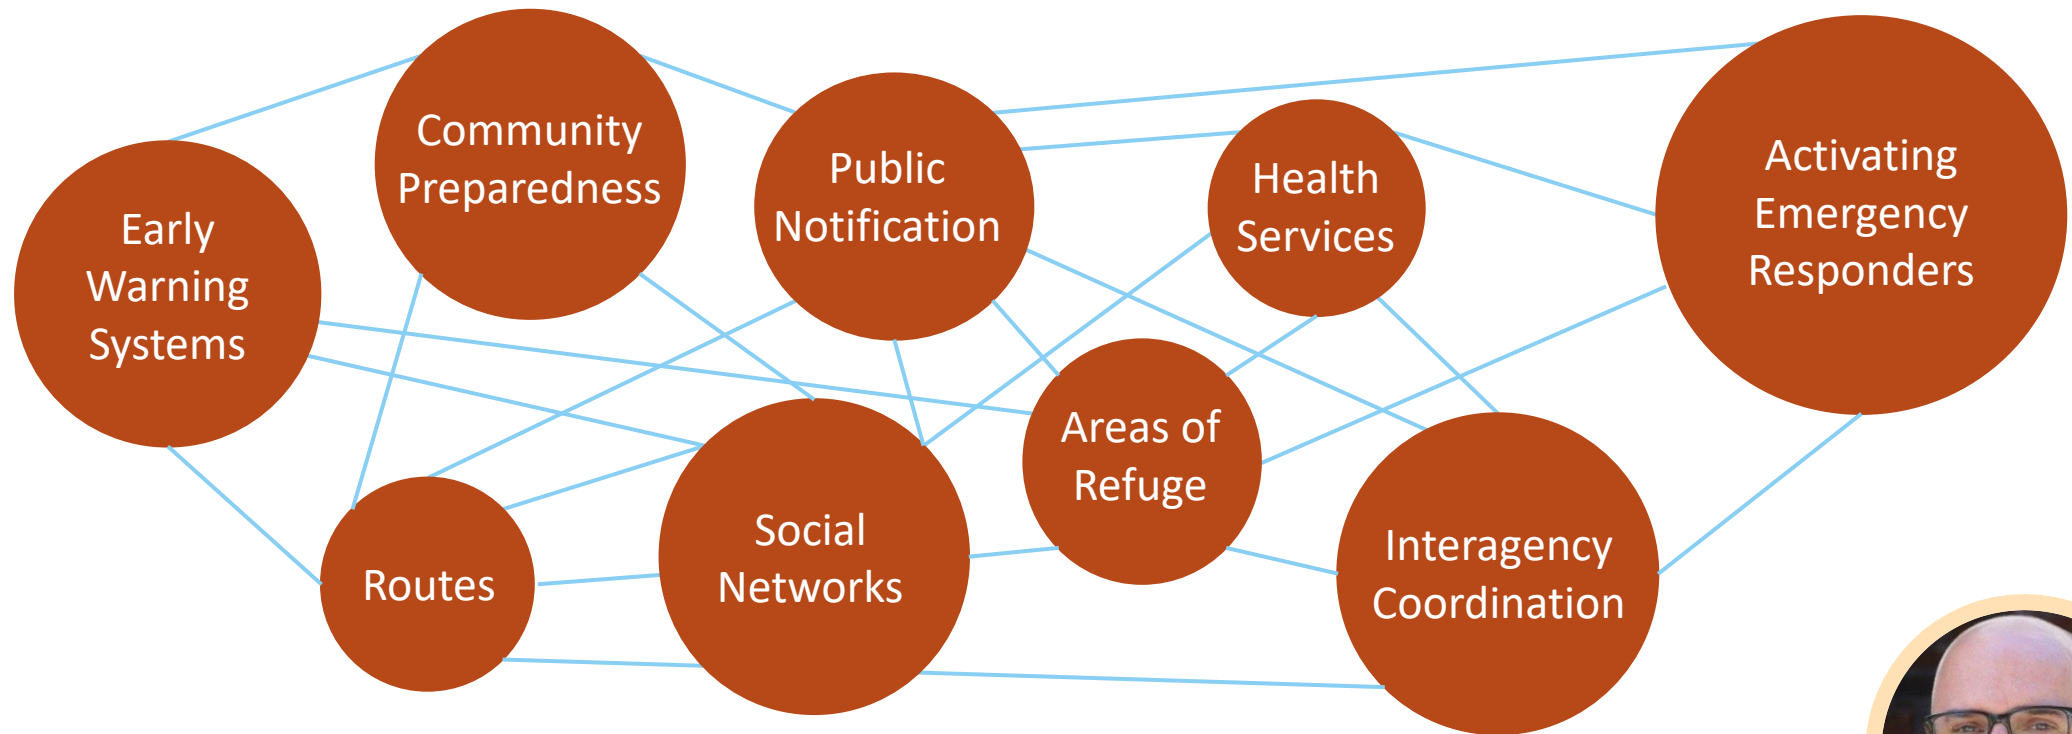 Community
Preparedness
Public
Notification
Health
Services
Activating
Emergency
Responders
Early
Warning
Systems
Areas of
Refuge
Routes
Social
Networks
Interagency
Coordination